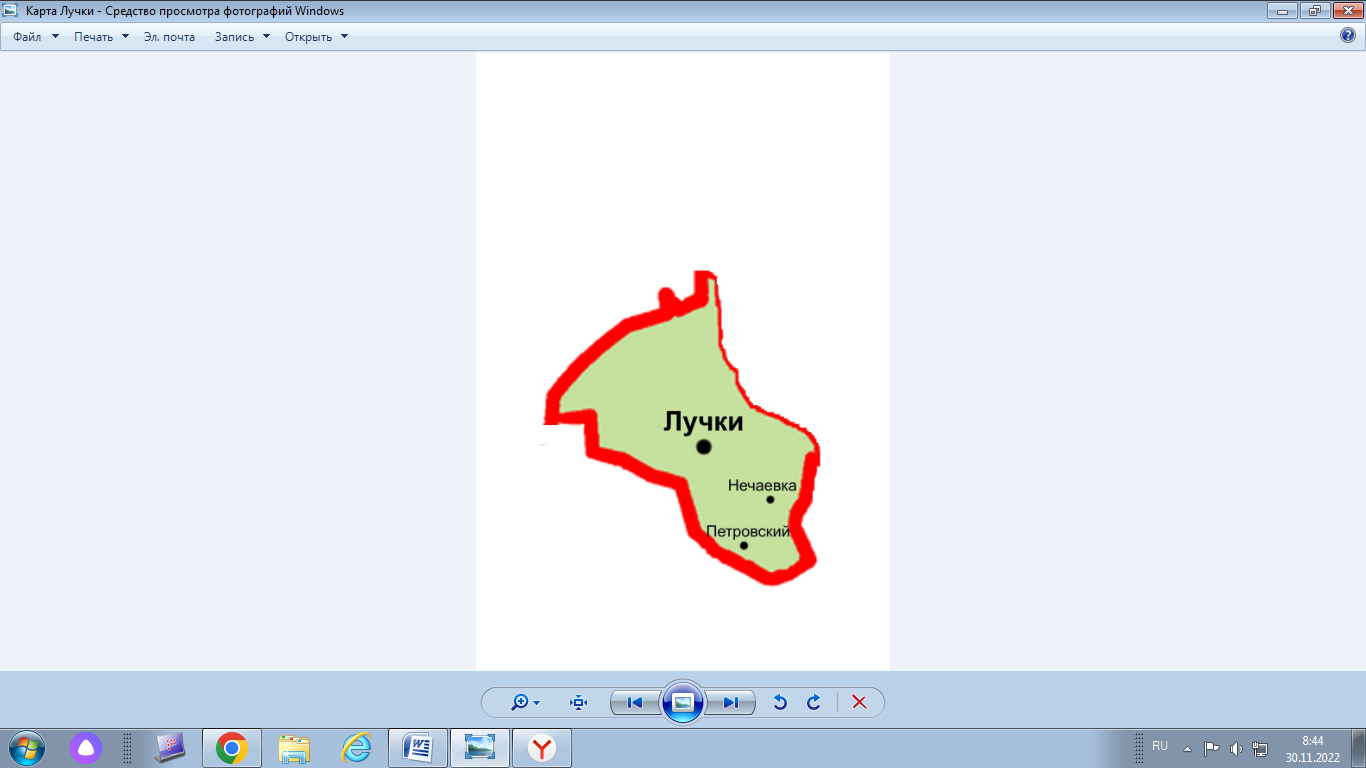 Карта Лучки - Средство просмотра фотографий Windows
Файл Печать Эл. почта Запись Открыть
Лучки
Нечаевка
Петровский
RU 8:44
30.11.2022